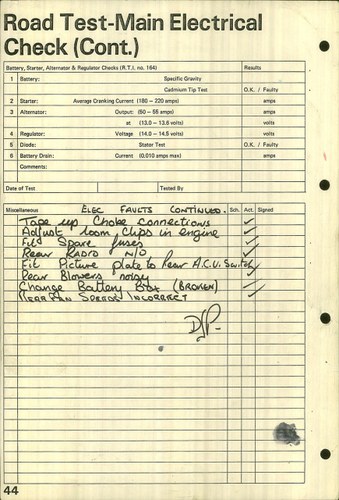 Road Test-Main Electrical
Check (Cont.)
Battery, Starter, Alternator & Regulator Checks (R.T.I. no. 164) Results
1 Battery: Specific Gravity
Cadmium Tip Test O.K. / Faulty
2 Starter: Average Cranking Current (180 – 220 amps) amps
3 Alternator: Output: (50 – 55 amps) amps
at (13.0 – 13.8 volts) volts
4 Regulator: Voltage (14.0 – 14.5 volts) volts
5 Diode: Stator Test O.K. / Faulty
6 Battery Drain: Current (0.010 amps max) amps
Comments:
Date of Test Tested By
Miscellaneous ELEC FAULTS CONTINUED. Sch. Act. Signed
Tape up Choke connections
Adjust loom clips in engine
Fit Spare fuses
Rear Radio N/O
Fit Picture plate to Rear A.C.U. Switch
Rear Blowers noisy
Change Battery Box (BROKEN)
Speeds Incorrect
44